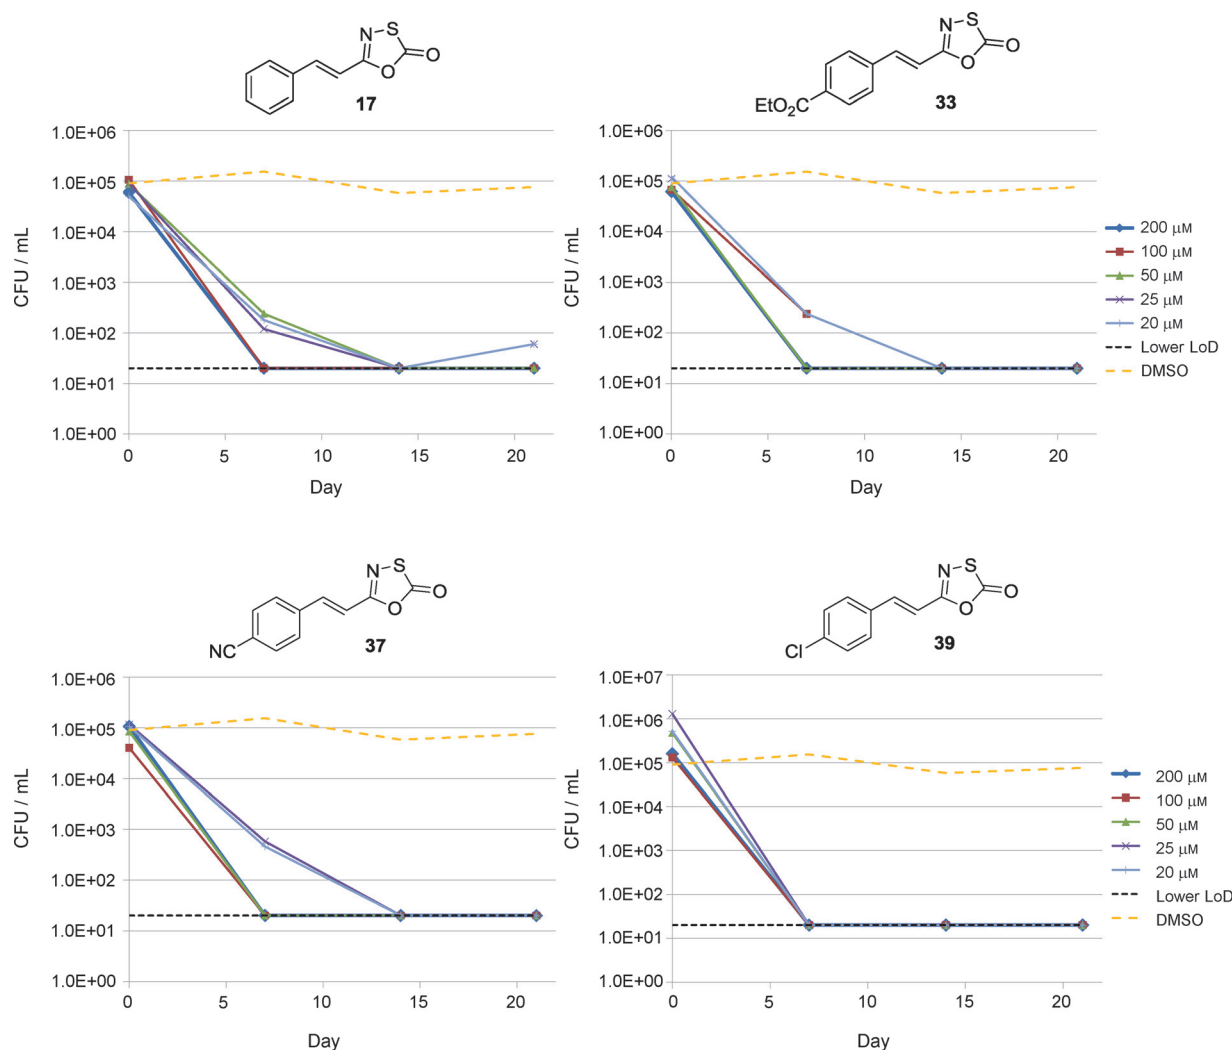 N S
O
O
17
N S
O
O
EtO2C
33
1.0E+06
1.0E+05
1.0E+04
1.0E+03
1.0E+02
1.0E+01
1.0E+00
CFU / mL
0 5 10 15 20
Day
1.0E+06
1.0E+05
1.0E+04
1.0E+03
1.0E+02
1.0E+01
1.0E+00
CFU / mL
0 5 10 15 20
Day
200 μM
100 μM
50 μM
25 μM
20 μM
Lower LoD
DMSO
N S
O
O
NC
37
N S
O
O
Cl
39
1.0E+06
1.0E+05
1.0E+04
1.0E+03
1.0E+02
1.0E+01
1.0E+00
CFU / mL
0 5 10 15 20
Day
1.0E+07
1.0E+06
1.0E+05
1.0E+04
1.0E+03
1.0E+02
1.0E+01
1.0E+00
CFU / mL
0 5 10 15 20
Day
200 μM
100 μM
50 μM
25 μM
20 μM
Lower LoD
DMSO